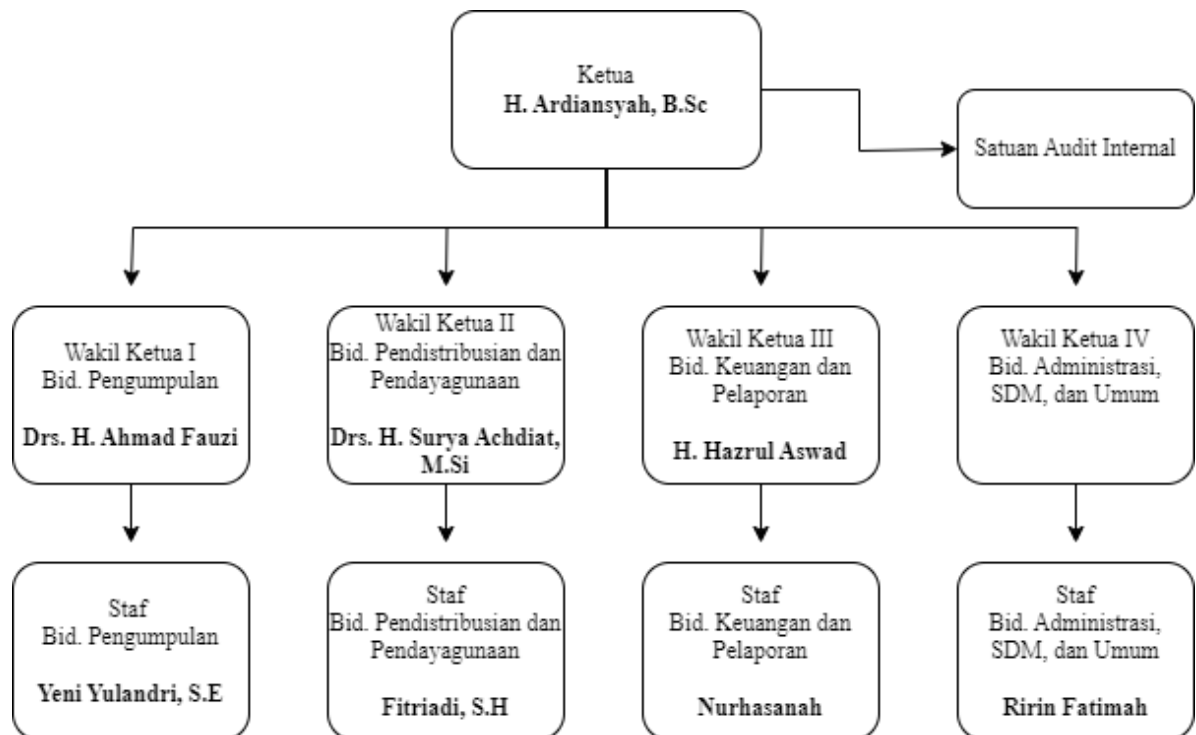 Ketua
H. Ardiansyah, B.Sc
Satuan Audit Internal
Wakil Ketua I
Bid. Pengumpulan
Drs. H. Ahmad Fauzi
Wakil Ketua II
Bid. Pendistribusian dan
Pendayagunaan
Drs. H. Surya Achdiat,
M.Si
Wakil Ketua III
Bid. Keuangan dan
Pelaporan
H. Hazrul Aswad
Wakil Ketua IV
Bid. Administrasi,
SDM, dan Umum
Staf
Bid. Pengumpulan
Yeni Yulandri, S.E
Staf
Bid. Pendistribusian dan
Pendayagunaan
Fitriadi, S.H
Staf
Bid. Keuangan dan
Pelaporan
Nurhasanah
Staf
Bid. Administrasi,
SDM, dan Umum
Ririn Fatimah